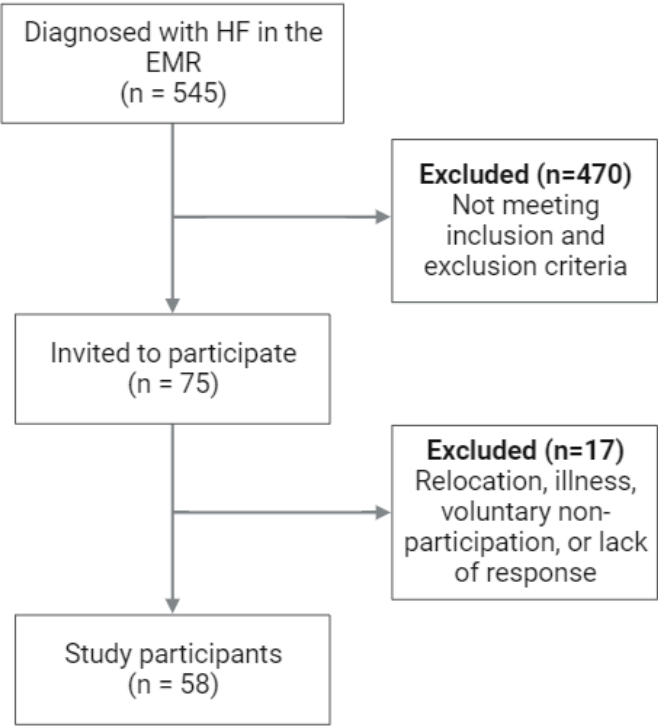 Diagnosed with HF in the
EMR
(n = 545)
Excluded (n=470)
Not meeting
inclusion and
exclusion criteria
Invited to participate
(n = 75)
Excluded (n=17)
Relocation, illness,
voluntary non-
participation, or lack
of response
Study participants
(n = 58)